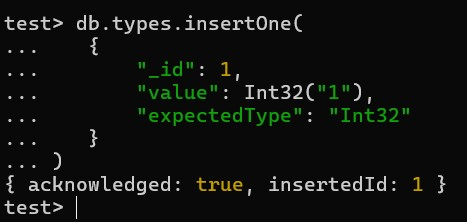 test> db.types.insertOne(
...     {
...         "_id": 1,
...         "value": Int32("1"),
...         "expectedType": "Int32"
...     }
... )
{ acknowledged: true, insertedId: 1 }
test>